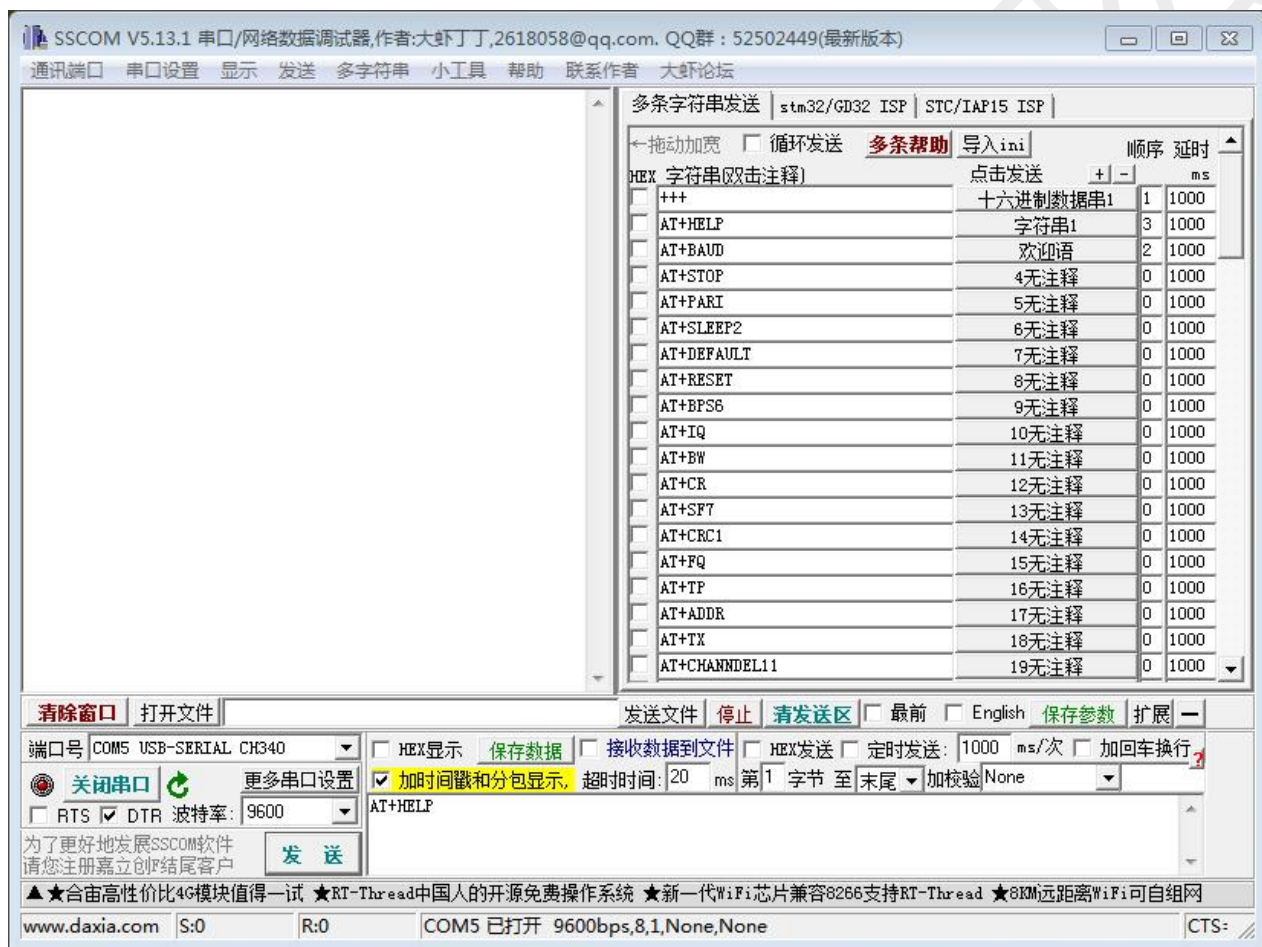 SSCOM V5.13.1 串口/网络数据调试器,作者:大虾丁丁,2618058@qq.com. QQ群：52502449(最新版本)
通讯端口 串口设置 显示 发送 多字符串 小工具 帮助 联系作者 大虾论坛
多条字符串发送 stm32/GD32 ISP STC/IAP15 ISP
←拖动加宽 循环发送 多条帮助 导入ini 顺序 延时
HEX 字符串(双击注释) 点击发送 + - ms
+++ 十六进制数据串1 1 1000
AT+HELP 字符串1 3 1000
AT+BAUD 欢迎语 2 1000
AT+STOP 4无注释 0 1000
AT+PARI 5无注释 0 1000
AT+SLEEP2 6无注释 0 1000
AT+DEFAULT 7无注释 0 1000
AT+RESET 8无注释 0 1000
AT+BPS6 9无注释 0 1000
AT+IQ 10无注释 0 1000
AT+BW 11无注释 0 1000
AT+CR 12无注释 0 1000
AT+SF7 13无注释 0 1000
AT+CRC1 14无注释 0 1000
AT+FQ 15无注释 0 1000
AT+TP 16无注释 0 1000
AT+ADDR 17无注释 0 1000
AT+TX 18无注释 0 1000
AT+CHANNDEL11 19无注释 0 1000
清除窗口 打开文件 发送文件 停止 清发送区 最前 English 保存参数 扩展 —
端口号 COM5 USB-SERIAL CH340 HEX显示 保存数据 接收数据到文件 HEX发送 定时发送: 1000 ms/次 加回车换行 ?
关闭串口 更多串口设置 加时间戳和分包显示, 超时时间: 20 ms 第1 字节 至 末尾 加校验 None
RTS DTR 波特率: 9600
AT+HELP
为了更好地发展SSCOM软件
请您注册嘉立创F结尾客户
发 送
▲★合宙高性价比4G模块值得一试 ★RT-Thread中国人的开源免费操作系统 ★新一代WiFi芯片兼容8266支持RT-Thread ★8KM远距离WiFi可自组网
www.daxia.com S:0 R:0 COM5 已打开 9600bps,8,1,None,None CTS=